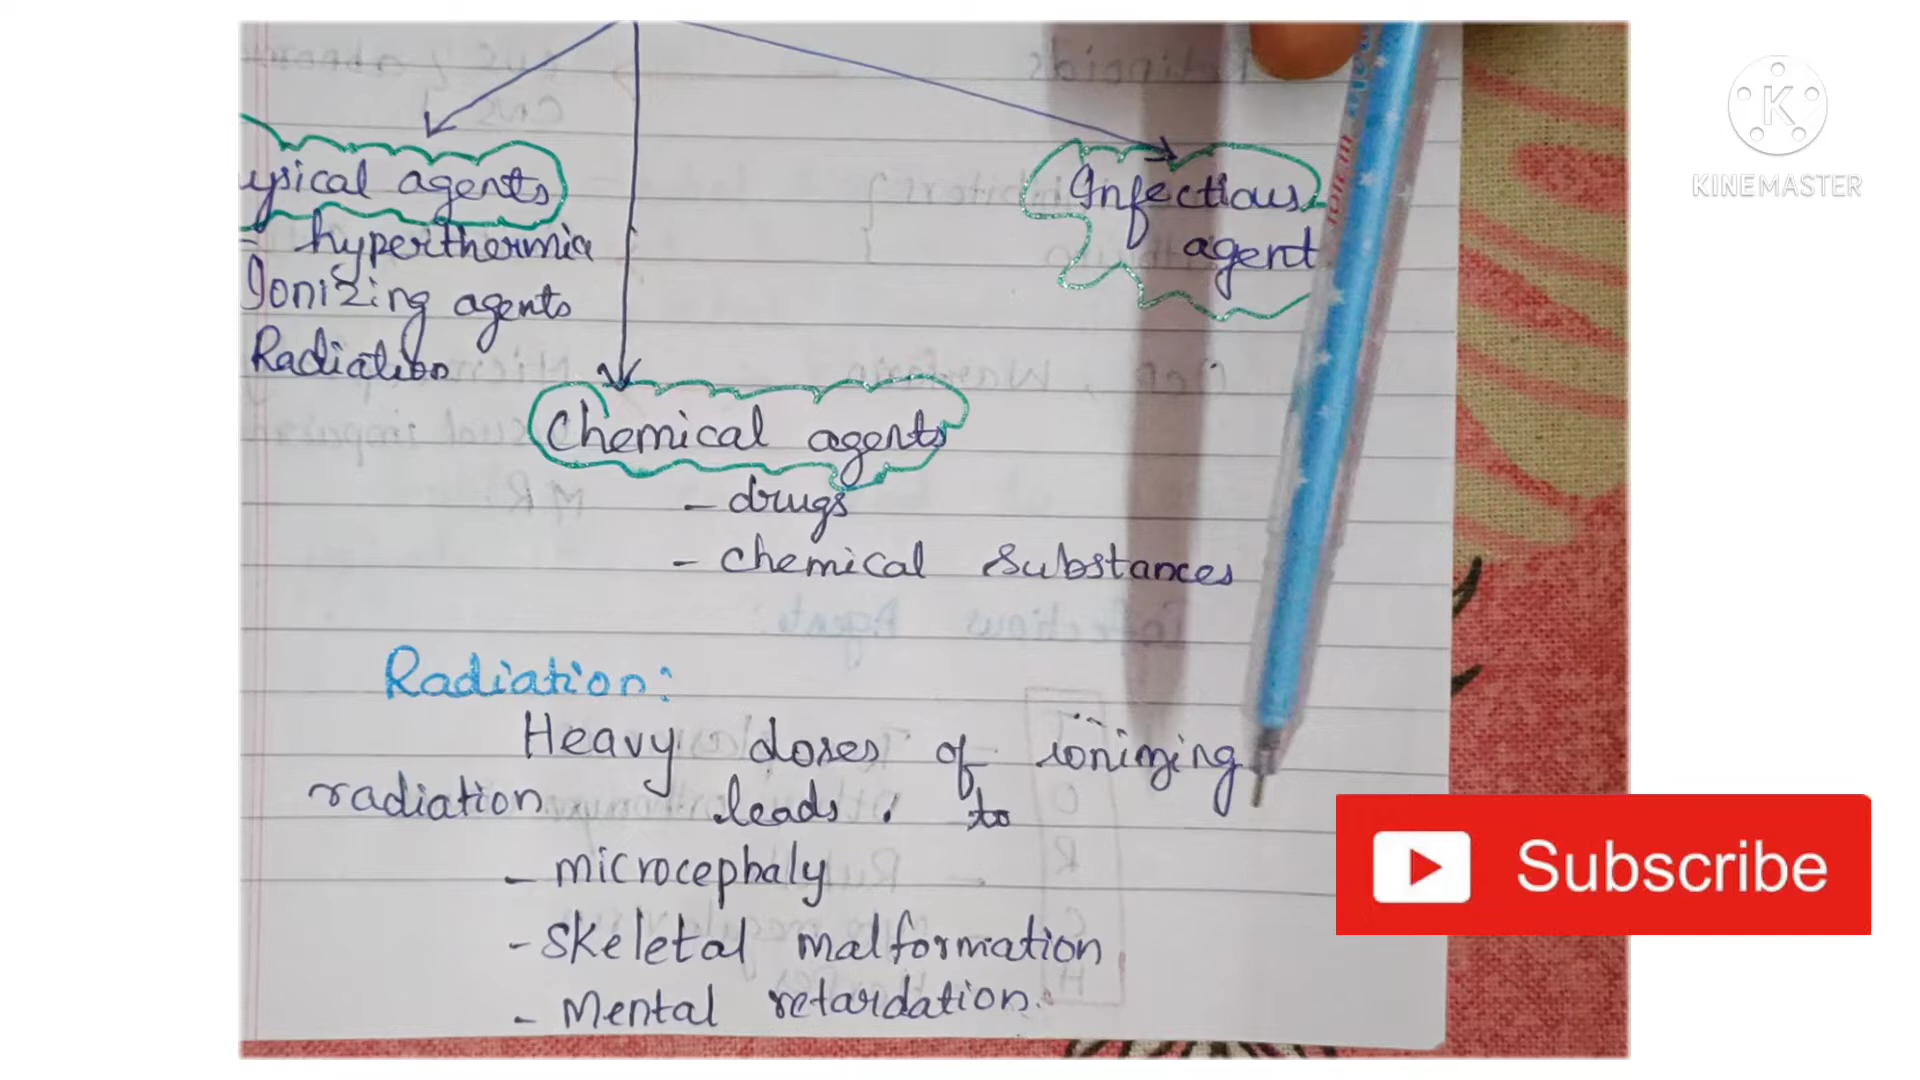 ysical agents
- hyperthermia
Ionizing agents
Radiation
Infectious
agent
Chemical agents
- drugs
- chemical substances
Radiation:
Heavy doses of ionizing
radiation leads to
- microcephaly
- skeletal malformation
- Mental retardation.
KINEMASTER
Subscribe